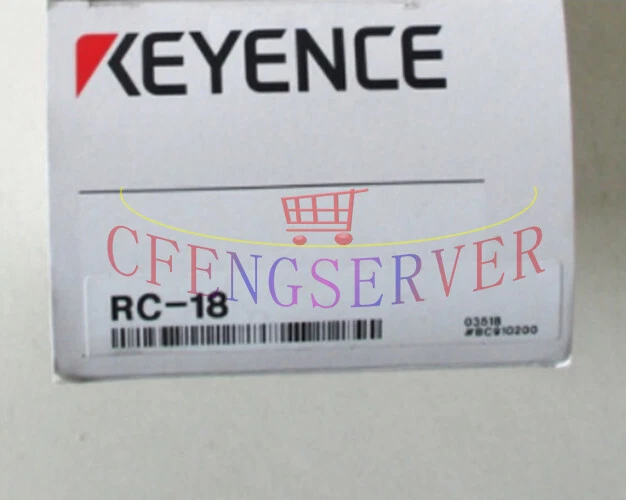 KEYENCE
CFENGSERVER
RC-18
03518
#BC910200